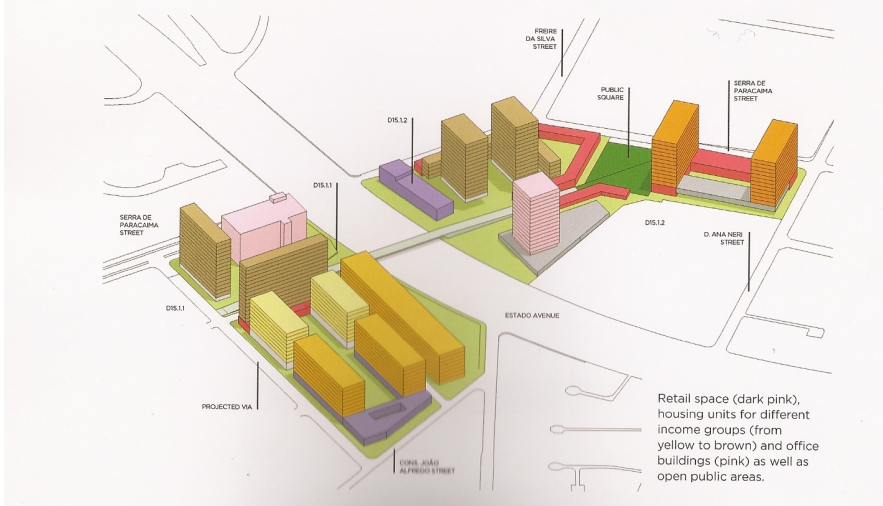 FREIRE
DA SILVA
STREET
PUBLIC
SQUARE
SERRA DE
PARACAIMA
STREET
D15.1.2
D15.1.1
SERRA DE
PARACAIMA
STREET
D15.1.2
D. ANA NERI
STREET
D15.1.1
ESTADO AVENUE
PROJECTED VIA
CONS. JOÃO
ALFREDO STREET
Retail space (dark pink),
housing units for different
income groups (from
yellow to brown) and office
buildings (pink) as well as
open public areas.